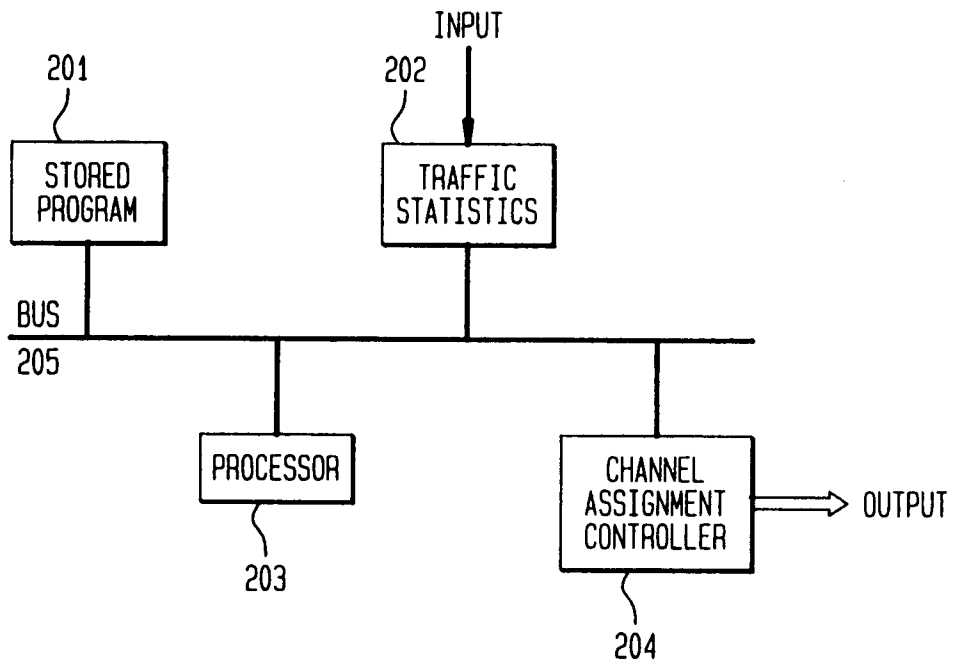 INPUT
201
202
STORED
PROGRAM
TRAFFIC
STATISTICS
BUS
205
PROCESSOR
203
CHANNEL
ASSIGNMENT
CONTROLLER
OUTPUT
204